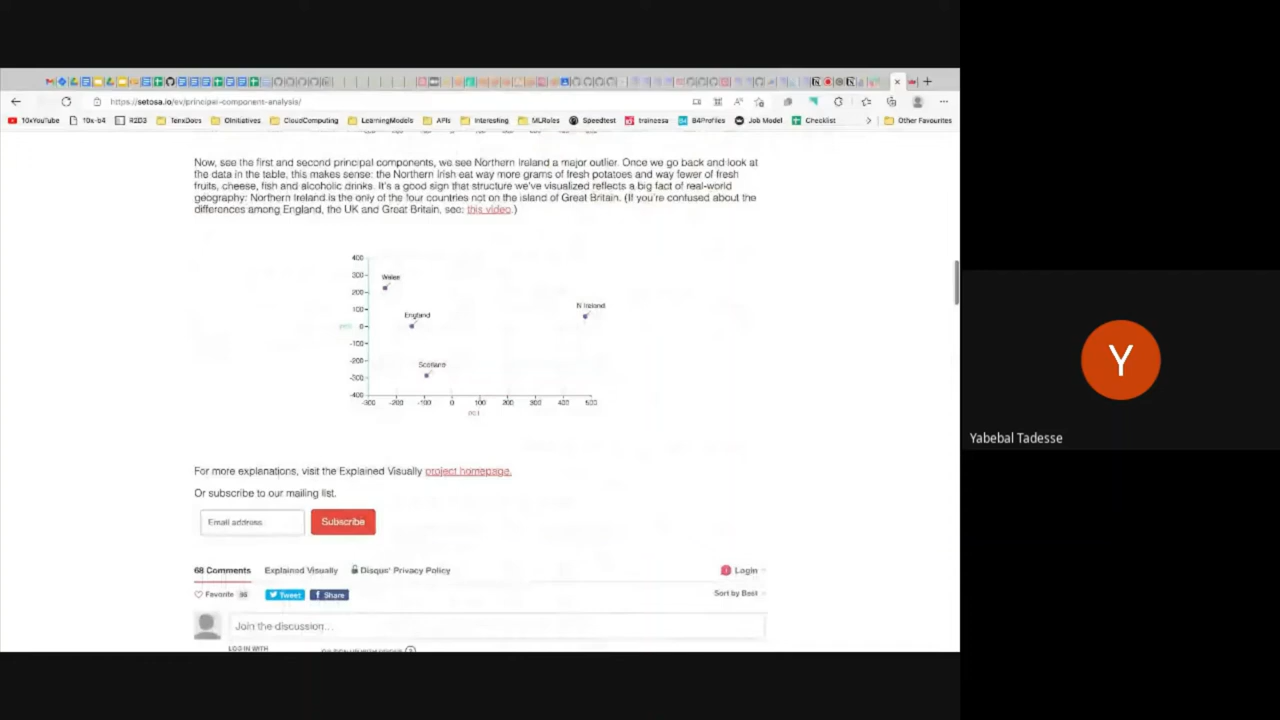 https://setosa.io/ev/principal-component-analysis/
10xYouTube 10x-b4 R2D3 TenxDocs OInitiatives CloudComputing LearningModels APIs Interesting MLRoles Speedtest traineesa B4Profiles Job Model Checklist Other Favourites
Now, see the first and second principal components, we see Northern Ireland a major outlier. Once we go back and look at
the data in the table, this makes sense: the Northern Irish eat way more grams of fresh potatoes and way fewer of fresh
fruits, cheese, fish and alcoholic drinks. It's a good sign that structure we've visualized reflects a big fact of real-world
geography: Northern Ireland is the only of the four countries not on the island of Great Britain. (If you're confused about the
differences among England, the UK and Great Britain, see: this video.)
400
300
Wales
200
N Ireland
100
England
0
-100
-200
Scotland
-300
-400
-300 -200 -100 0 100 200 300 400 500
For more explanations, visit the Explained Visually project homepage.
Or subscribe to our mailing list.
Email address Subscribe
68 Comments Explained Visually Disqus' Privacy Policy Login
Favorite Tweet Share Sort by Best
Join the discussion...
LOG IN WITH
Y
Yabebal Tadesse